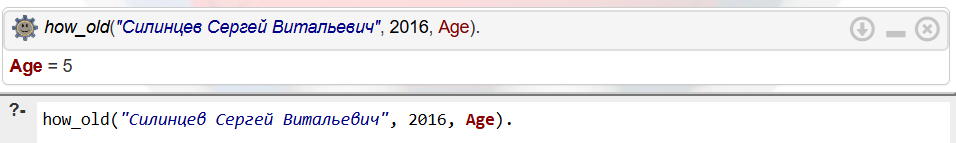 how_old("Силинцев Сергей Витальевич", 2016, Age).
Age = 5
?- how_old("Силинцев Сергей Витальевич", 2016, Age).